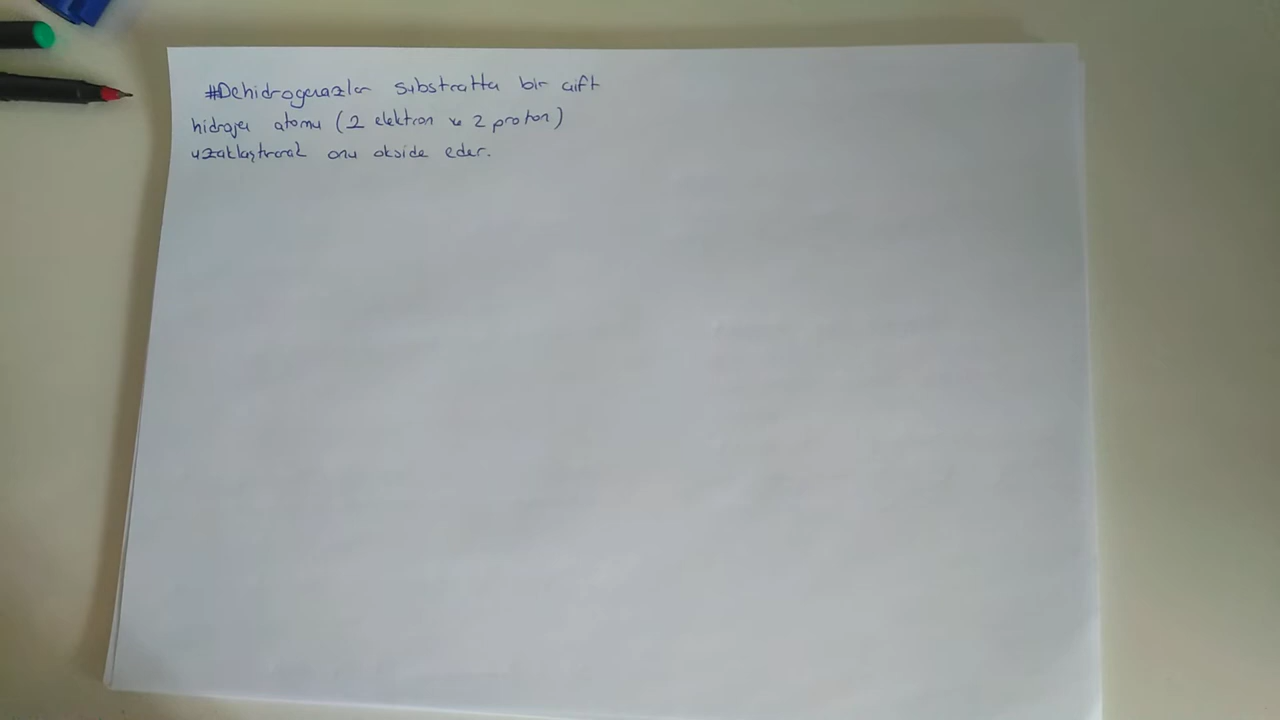 #Dehidrogenazlar substratta bir çift
hidrojen atomu (2 elektron ve 2 proton)
uzaklaştırarak onu okside eder.